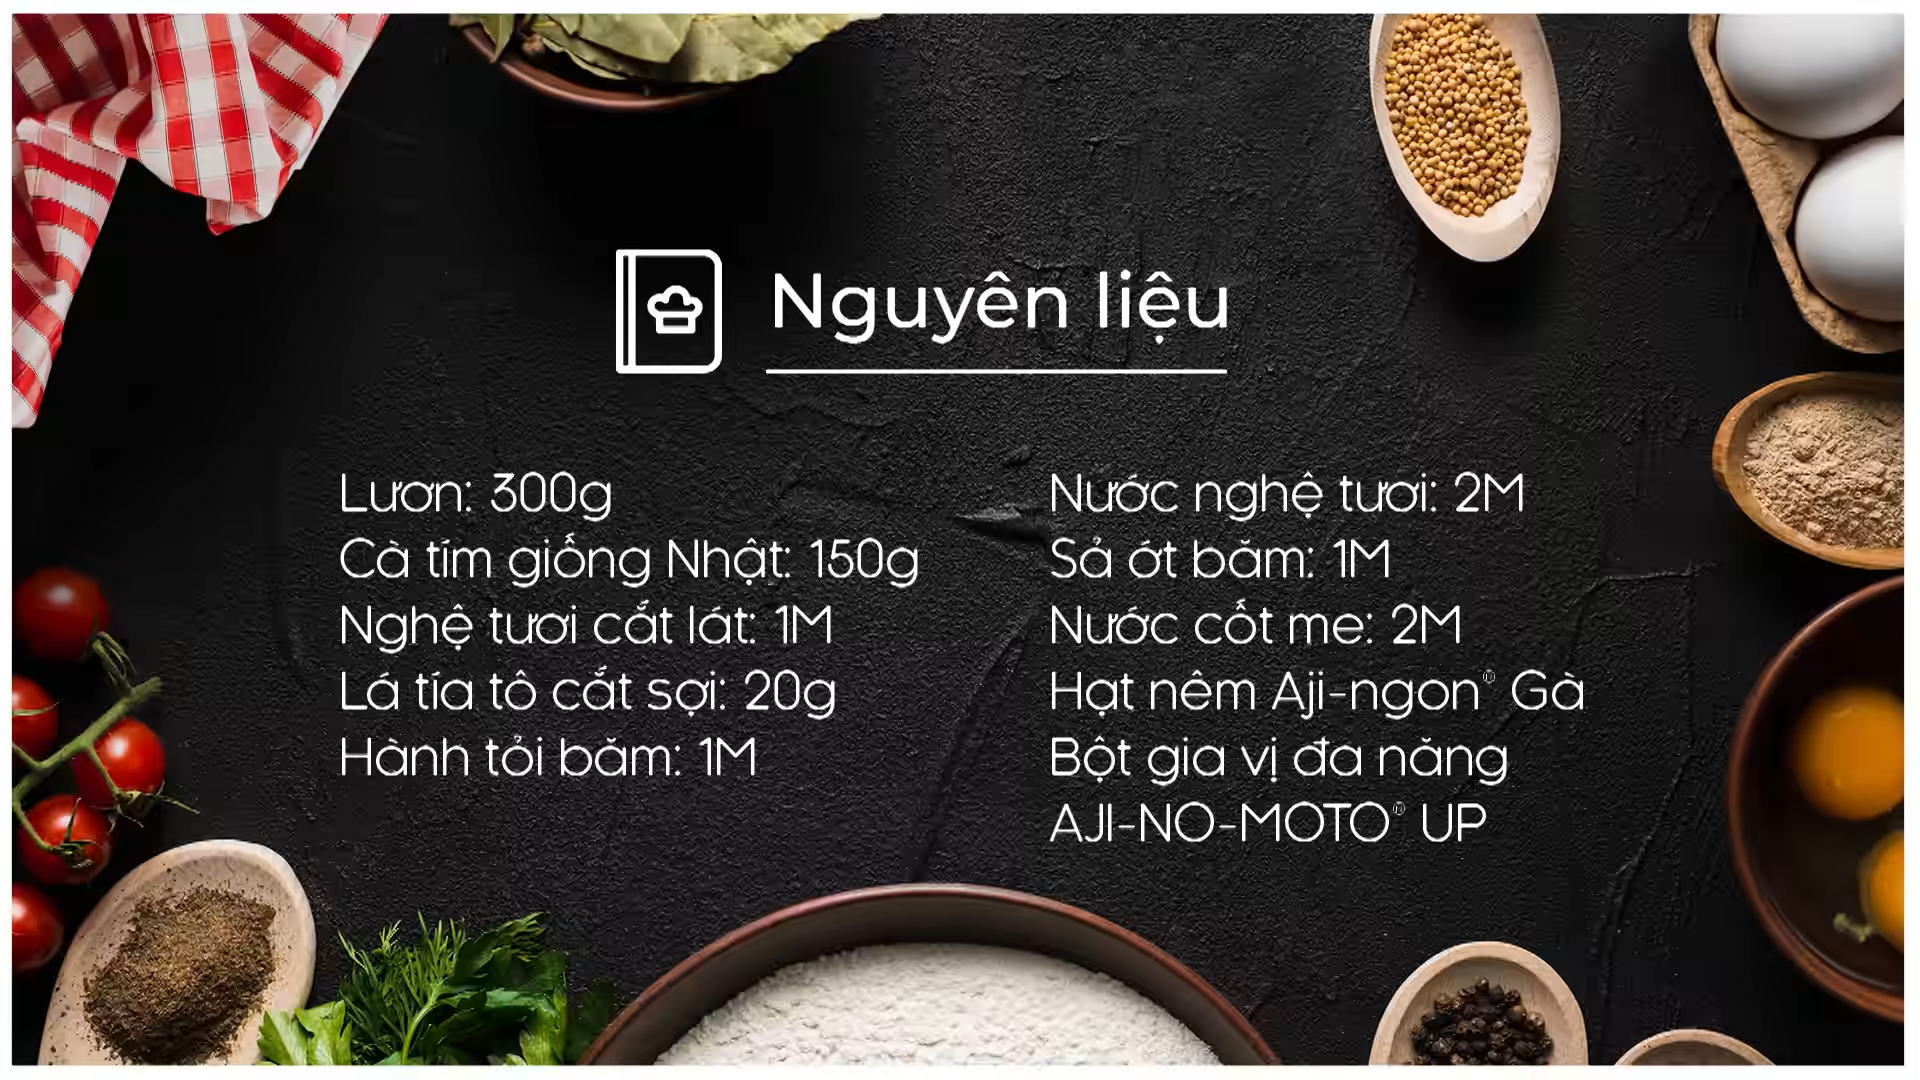 Nguyên liệu
Lươn: 300g
Cà tím giống Nhật: 150g
Nghệ tươi cắt lát: 1M
Lá tía tô cắt sợi: 20g
Hành tỏi băm: 1M
Nước nghệ tươi: 2M
Sả ớt băm: 1M
Nước cốt me: 2M
Hạt nêm Aji-ngon® Gà
Bột gia vị đa năng
AJI-NO-MOTO® UP